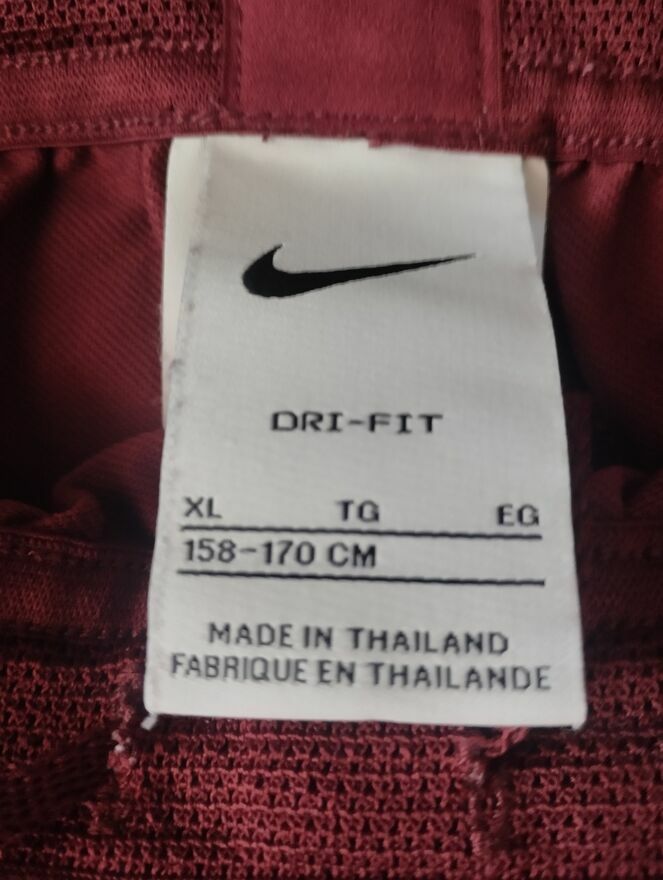 DRI-FIT
XL TG EG
158-170 CM
MADE IN THAILAND
FABRIQUE EN THAILANDE